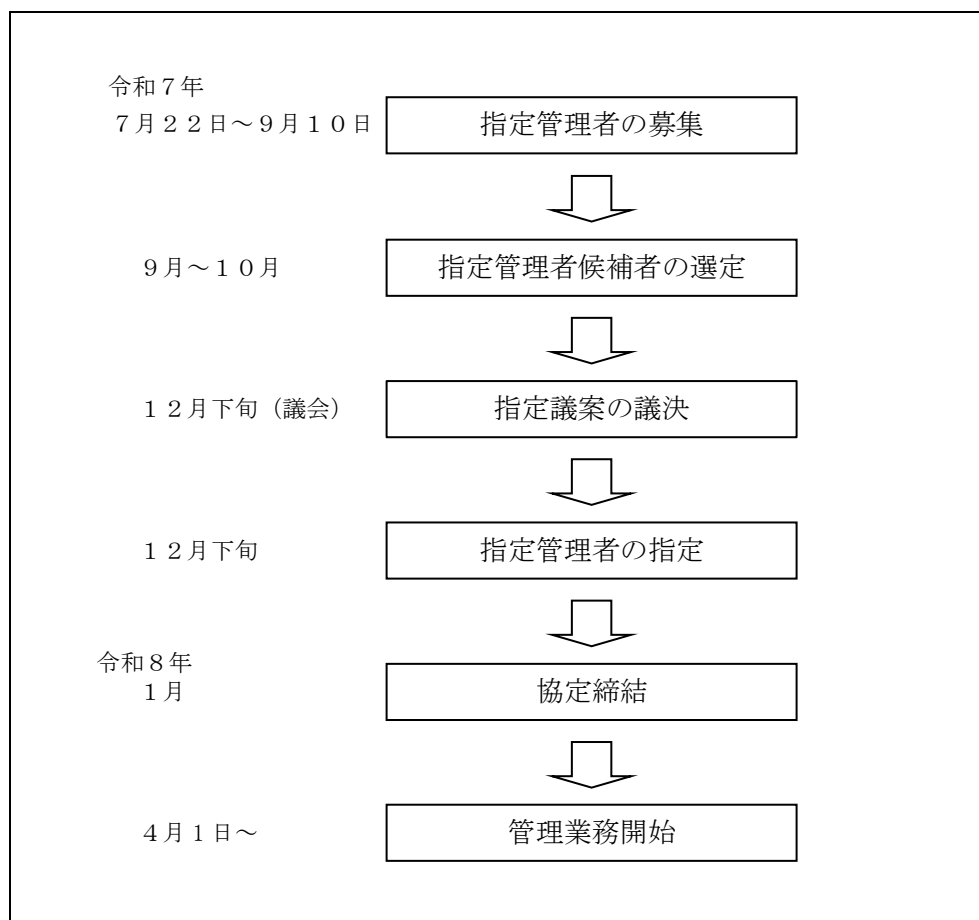 令和７年
７月２２日～９月１０日
指定管理者の募集
９月～１０月
指定管理者候補者の選定
１２月下旬（議会）
指定議案の議決
１２月下旬
指定管理者の指定
令和８年
１月
協定締結
４月１日～
管理業務開始